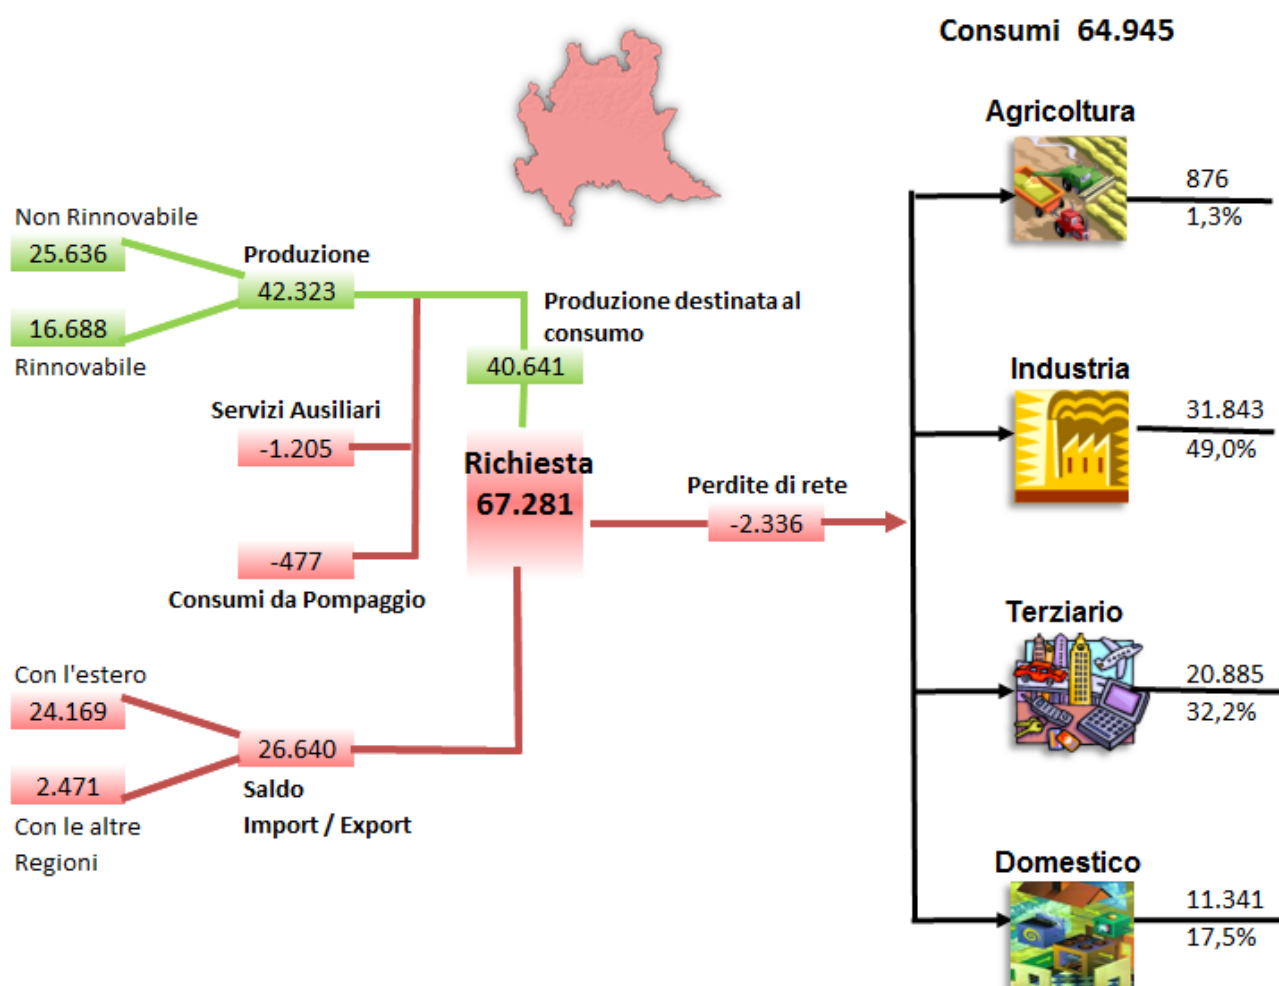 Consumi 64.945
Non Rinnovabile
25.636
16.688
Rinnovabile
Produzione
42.323
Servizi Ausiliari
-1.205
-477
Consumi da Pompaggio
Produzione destinata al
consumo
40.641
Richiesta
67.281
Con l'estero
24.169
2.471
Con le altre
Regioni
26.640
Saldo
Import / Export
Perdite di rete
-2.336
Agricoltura
876
1,3%
Industria
31.843
49,0%
Terziario
20.885
32,2%
Domestico
11.341
17,5%